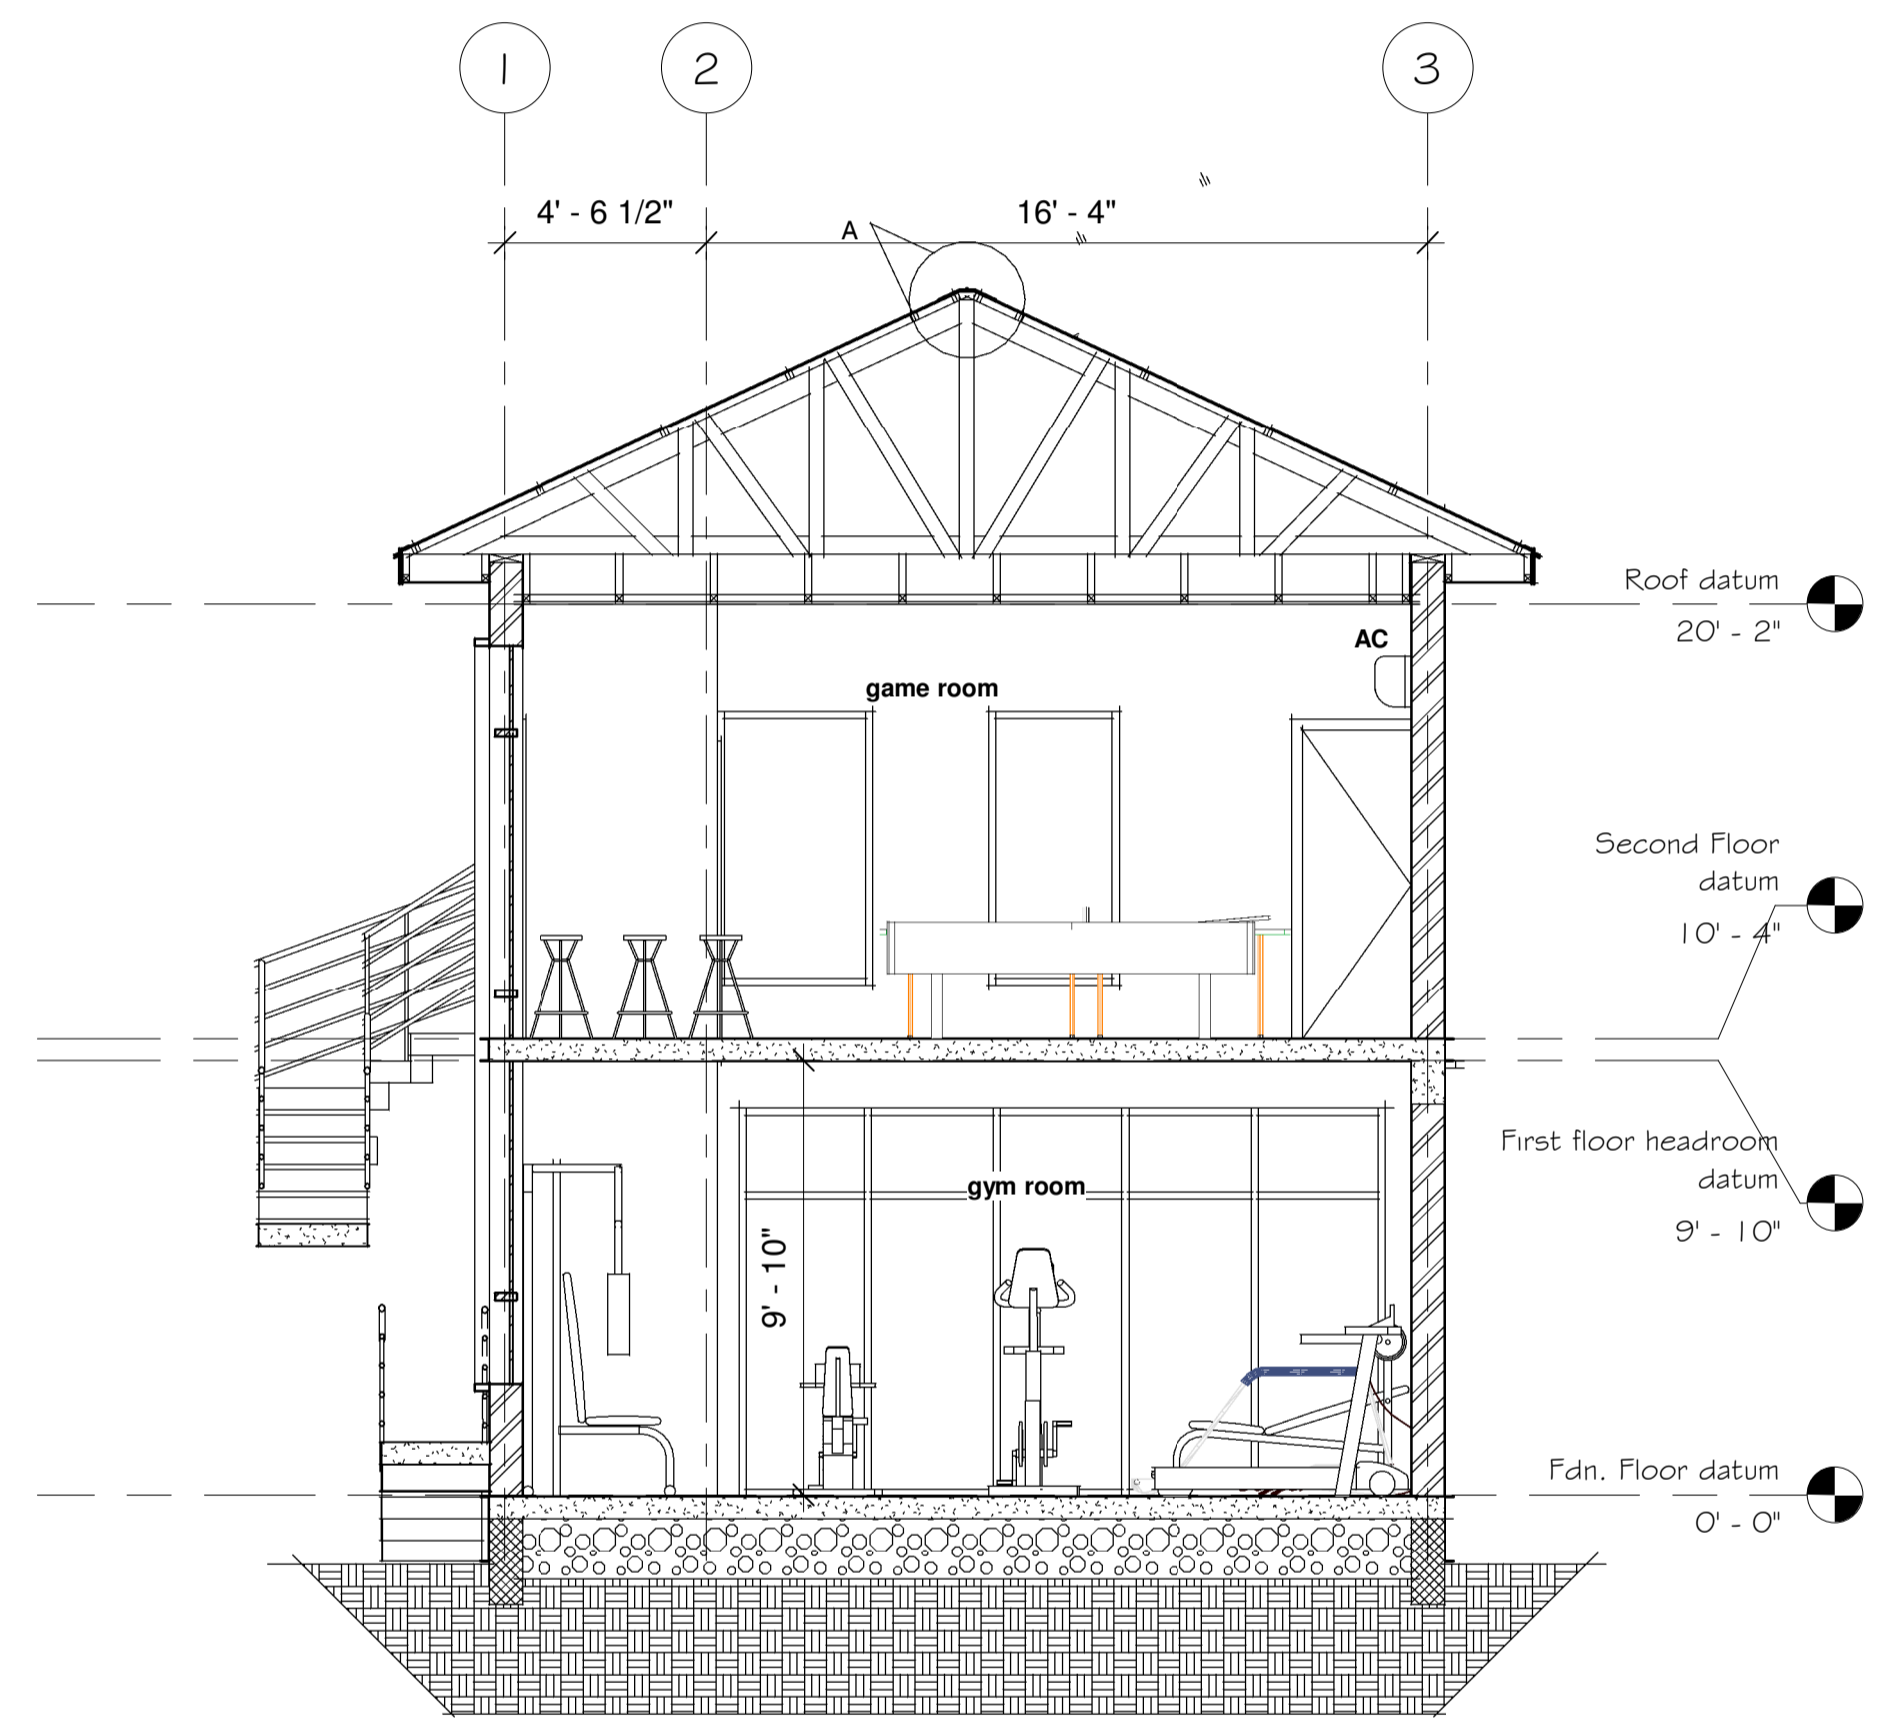 1
2
3
4' - 6 1/2"
16' - 4"
A
Roof datum
20' - 2"
AC
game room
Second Floor
datum
10' - 4"
First floor headroom
datum
9' - 10"
gym room
9' - 10"
Fdn. Floor datum
0' - 0"